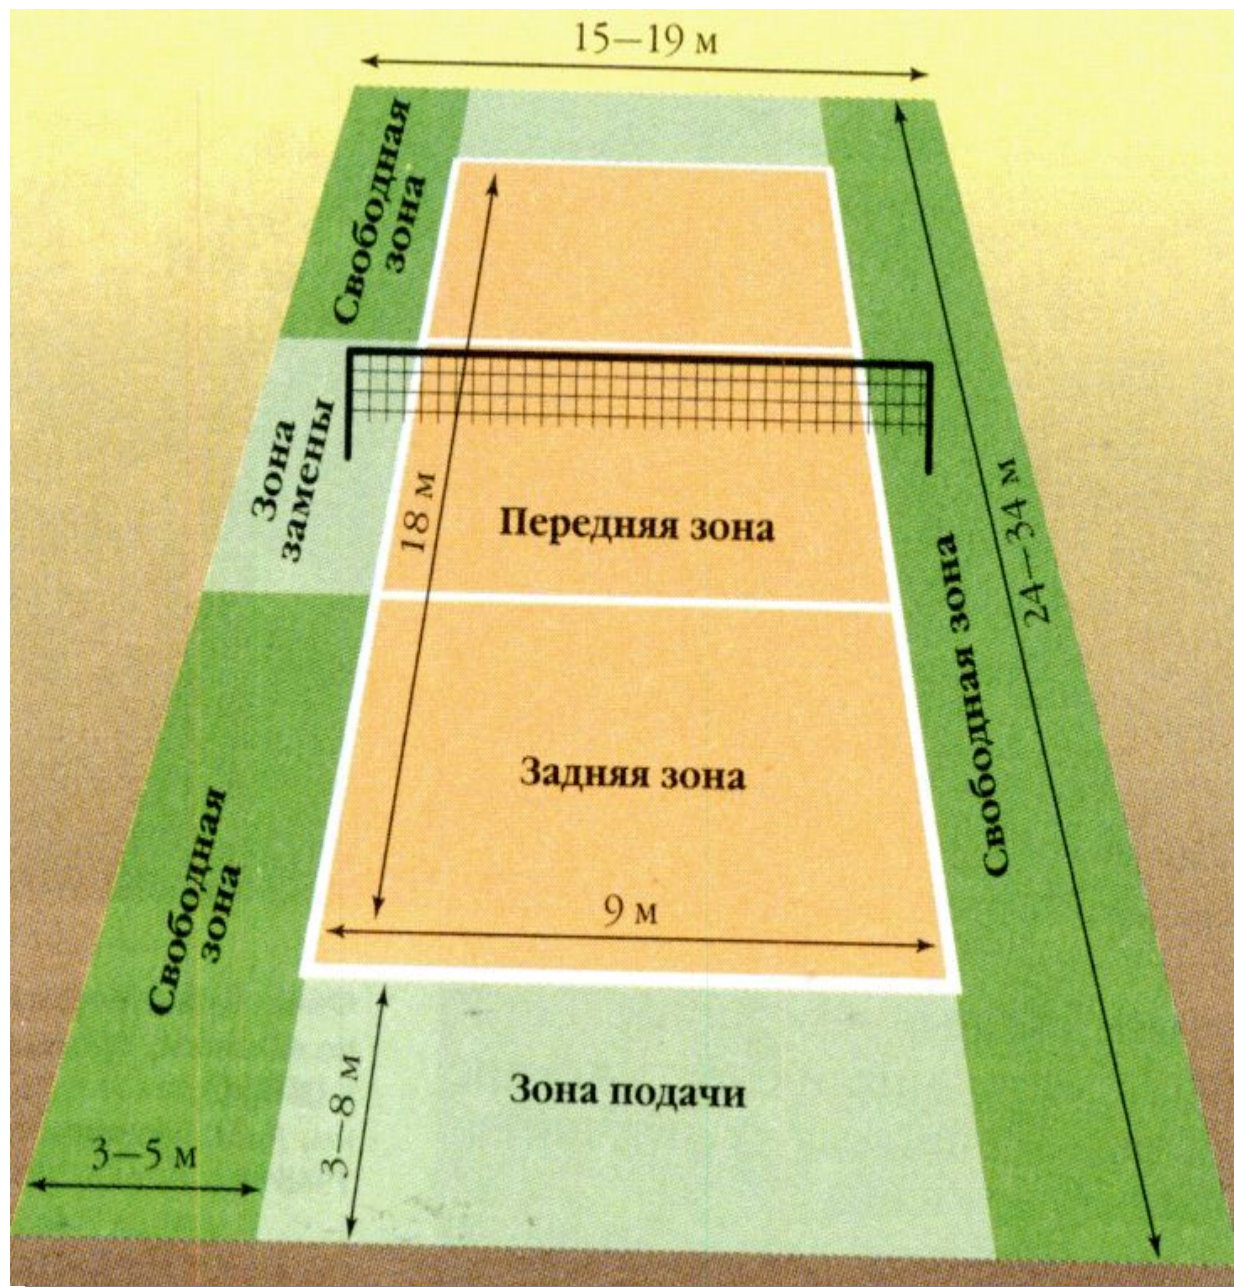 15—19 м
Свободная
зона
Зона
замены
18 м
Передняя зона
24—34 м
Свободная зона
Задняя зона
Свободная
зона
9 м
3—8 м
Зона подачи
3—5 м